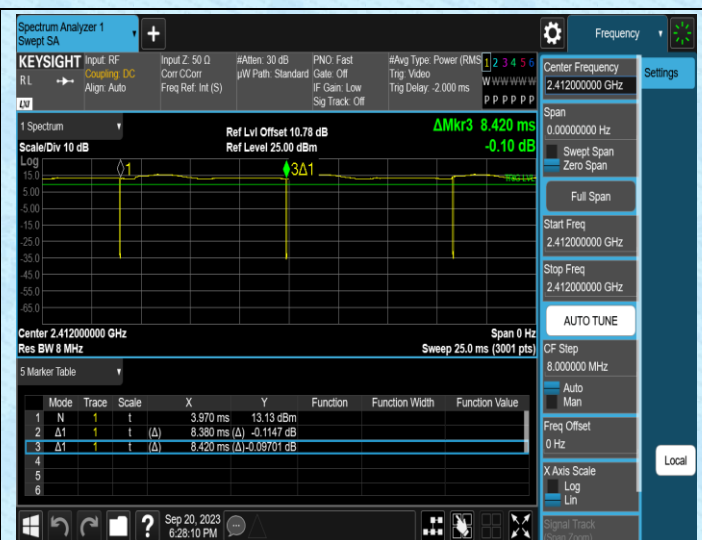 Spectrum Analyzer 1
Swept SA
+
Frequency
KEYSIGHT
RL
LXI
Input: RF
Coupling: DC
Align: Auto
Input Z: 50 Ω
Corr CCorr
Freq Ref: Int (S)
#Atten: 30 dB
µW Path: Standard
PNO: Fast
Gate: Off
IF Gain: Low
Sig Track: Off
#Avg Type: Power (RMS
Trig: Video
Trig Delay: -2.000 ms
1 2 3 4 5 6
W W W W W W
P P P P P P
1 Spectrum
Scale/Div 10 dB
Ref Lvl Offset 10.78 dB
Ref Level 25.00 dBm
ΔMkr3 8.420 ms
-0.10 dB
Log
15.0
5.00
-5.00
-15.0
-25.0
-35.0
-45.0
-55.0
-65.0
1
3Δ1
TRIG LVL
Center 2.412000000 GHz
Res BW 8 MHz
Span 0 Hz
Sweep 25.0 ms (3001 pts)
5 Marker Table
Mode Trace Scale X Y Function Function Width Function Value
1 N 1 t 3.970 ms 13.13 dBm
2 Δ1 1 t (Δ) 8.380 ms (Δ) -0.1147 dB
3 Δ1 1 t (Δ) 8.420 ms (Δ) -0.09701 dB
4
5
6
Center Frequency
2.412000000 GHz
Settings
Span
0.00000000 Hz
Swept Span
Zero Span
Full Span
Start Freq
2.412000000 GHz
Stop Freq
2.412000000 GHz
AUTO TUNE
CF Step
8.000000 MHz
Auto
Man
Freq Offset
0 Hz
X Axis Scale
Log
Lin
Local
Signal Track
(Span Zoom)
?
Sep 20, 2023
6:28:10 PM